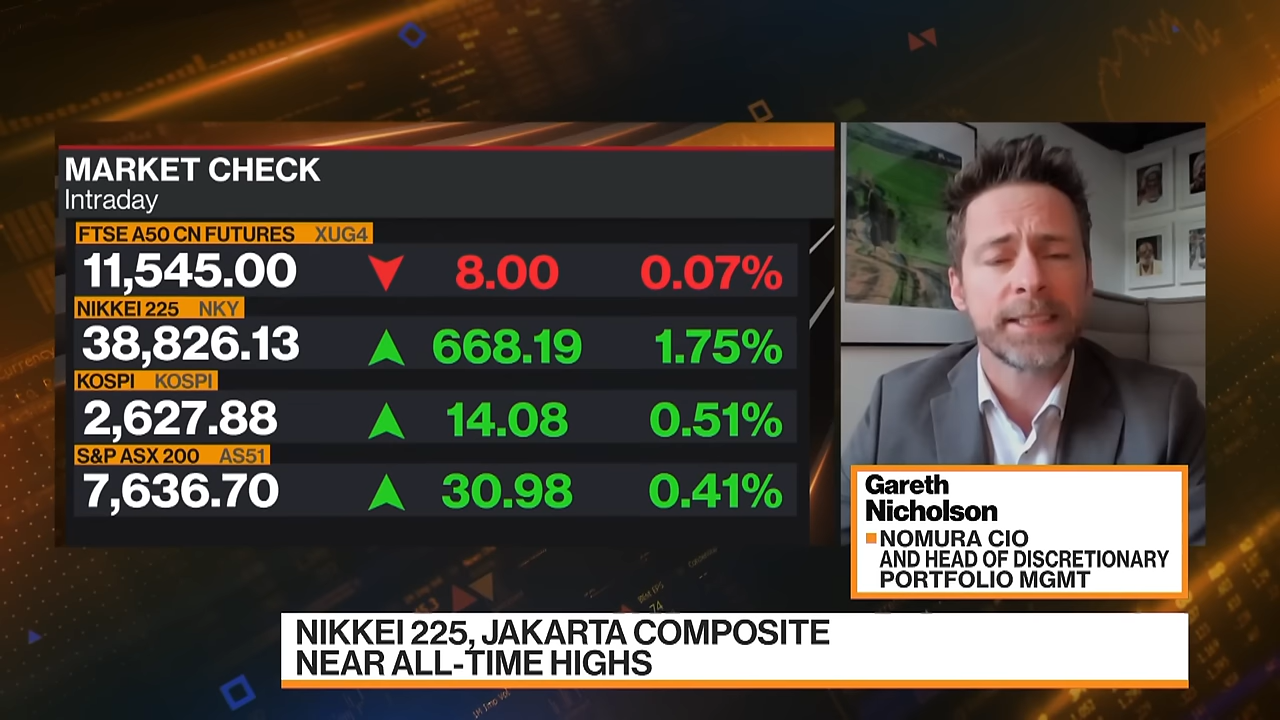 MARKET CHECK
Intraday
FTSE A50 CN FUTURES XUG4
11,545.00 8.00 0.07%
NIKKEI 225 NKY
38,826.13 668.19 1.75%
KOSPI KOSPI
2,627.88 14.08 0.51%
S&P ASX 200 AS51
7,636.70 30.98 0.41%
Gareth
Nicholson
NOMURA CIO
AND HEAD OF DISCRETIONARY
PORTFOLIO MGMT
NIKKEI 225, JAKARTA COMPOSITE
NEAR ALL-TIME HIGHS
74